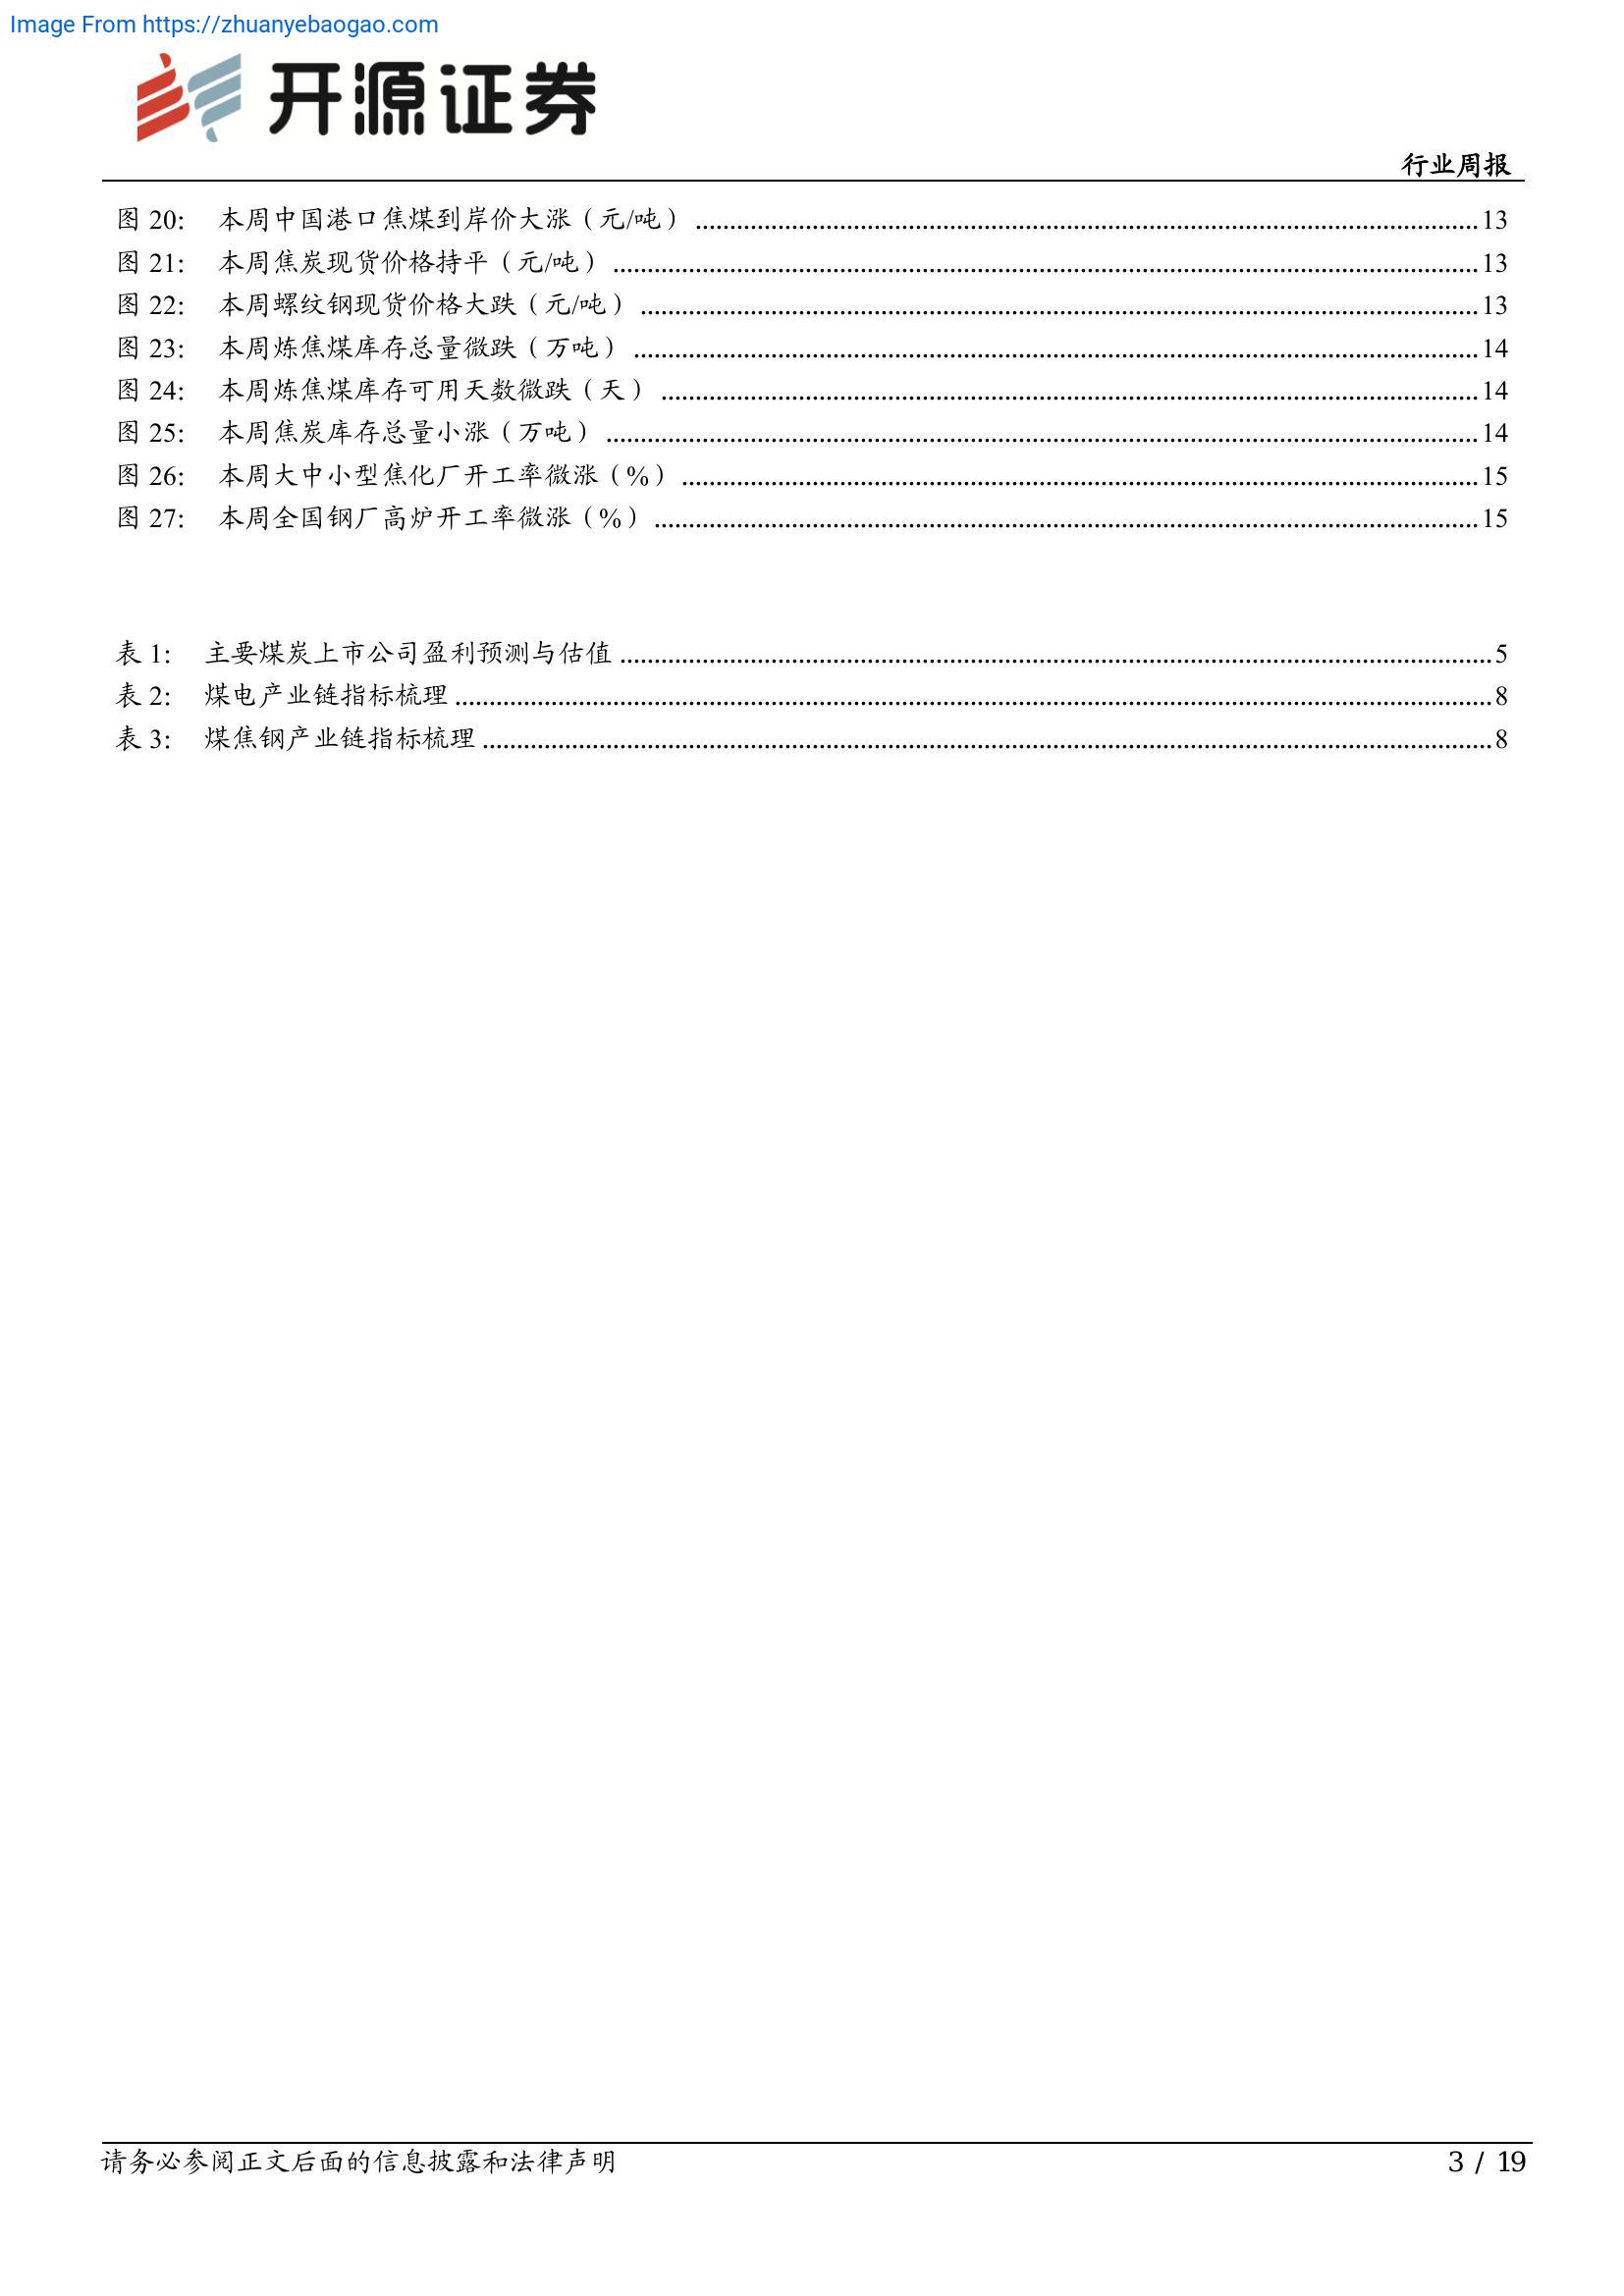 Image From https://zhuanyebaogao.com
开源证券
行业周报
图 20: 本周中国港口焦煤到岸价大涨（元/吨） 13
图 21: 本周焦炭现货价格持平（元/吨） 13
图 22: 本周螺纹钢现货价格大跌（元/吨） 13
图 23: 本周炼焦煤库存总量微跌（万吨） 14
图 24: 本周炼焦煤库存可用天数微跌（天） 14
图 25: 本周焦炭库存总量小涨（万吨） 14
图 26: 本周大中小型焦化厂开工率微涨（%） 15
图 27: 本周全国钢厂高炉开工率微涨（%） 15
表 1: 主要煤炭上市公司盈利预测与估值 5
表 2: 煤电产业链指标梳理 8
表 3: 煤焦钢产业链指标梳理 8
请务必参阅正文后面的信息披露和法律声明 3 / 19